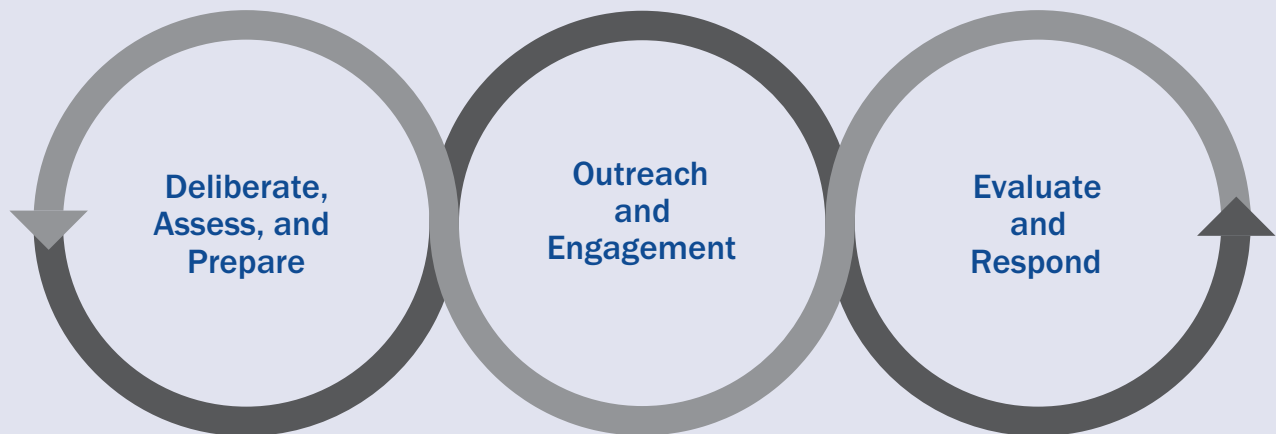 Deliberate,
Assess, and
Prepare
Outreach
and
Engagement
Evaluate
and
Respond